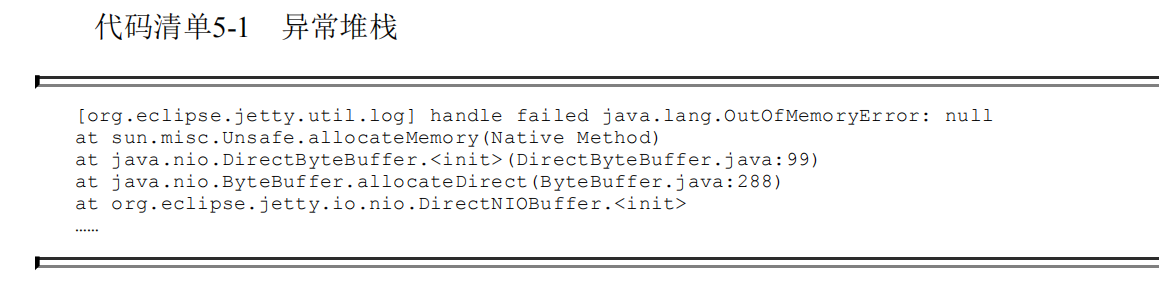 代码清单5-1 异常堆栈
[org.eclipse.jetty.util.log] handle failed java.lang.OutOfMemoryError: null
at sun.misc.Unsafe.allocateMemory(Native Method)
at java.nio.DirectByteBuffer.<init>(DirectByteBuffer.java:99)
at java.nio.ByteBuffer.allocateDirect(ByteBuffer.java:288)
at org.eclipse.jetty.io.nio.DirectNIOBuffer.<init>
……